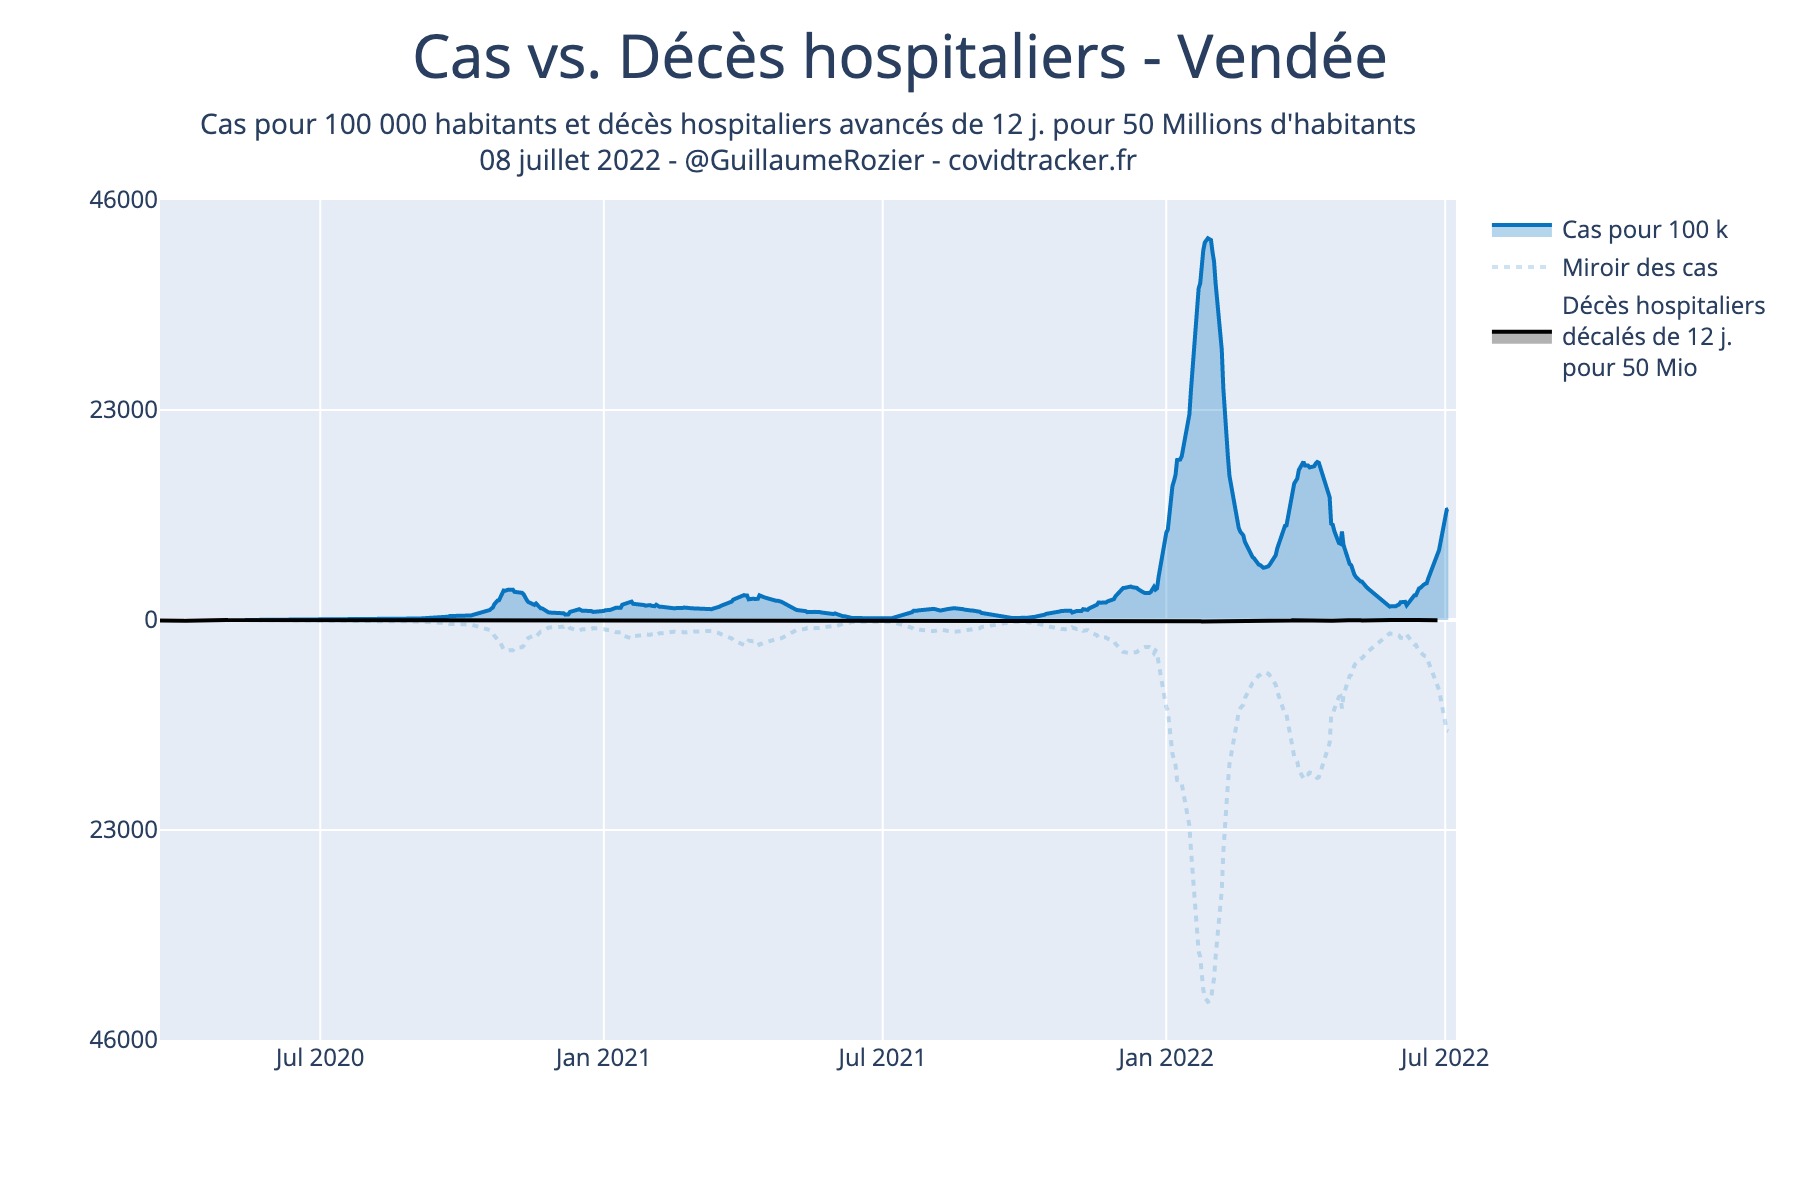 Cas vs. Décès hospitaliers - Vendée
Cas pour 100 000 habitants et décès hospitaliers avancés de 12 j. pour 50 Millions d'habitants
08 juillet 2022 - @GuillaumeRozier - covidtracker.fr
46000
23000
0
23000
46000
Jul 2020
Jan 2021
Jul 2021
Jan 2022
Jul 2022
Cas pour 100 k
Miroir des cas
Décès hospitaliers
décalés de 12 j.
pour 50 Mio